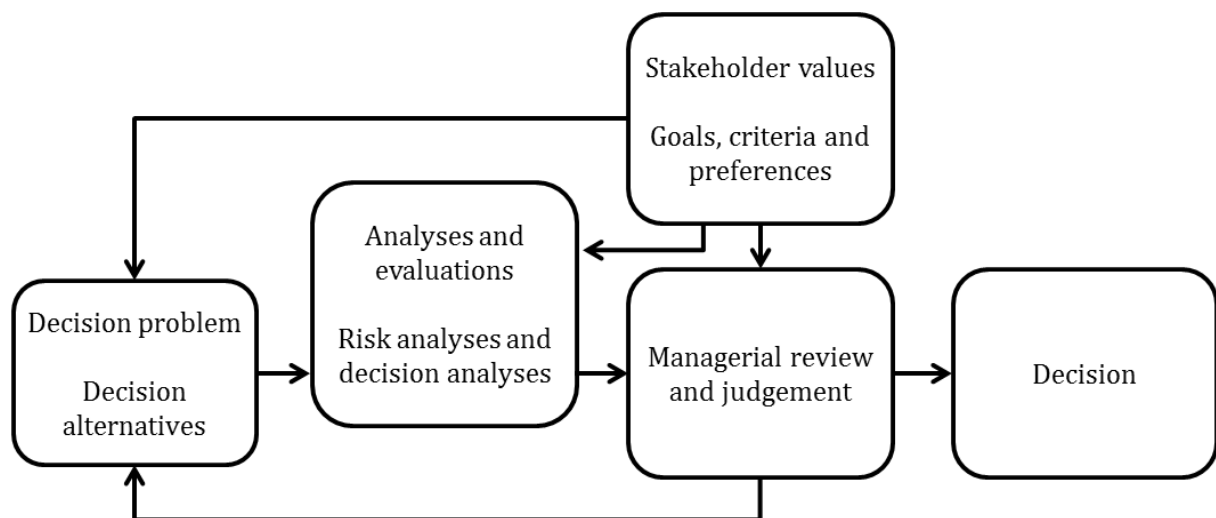 Stakeholder values
Goals, criteria and
preferences
Analyses and
evaluations
Risk analyses and
decision analyses
Decision problem
Decision
alternatives
Managerial review
and judgement
Decision